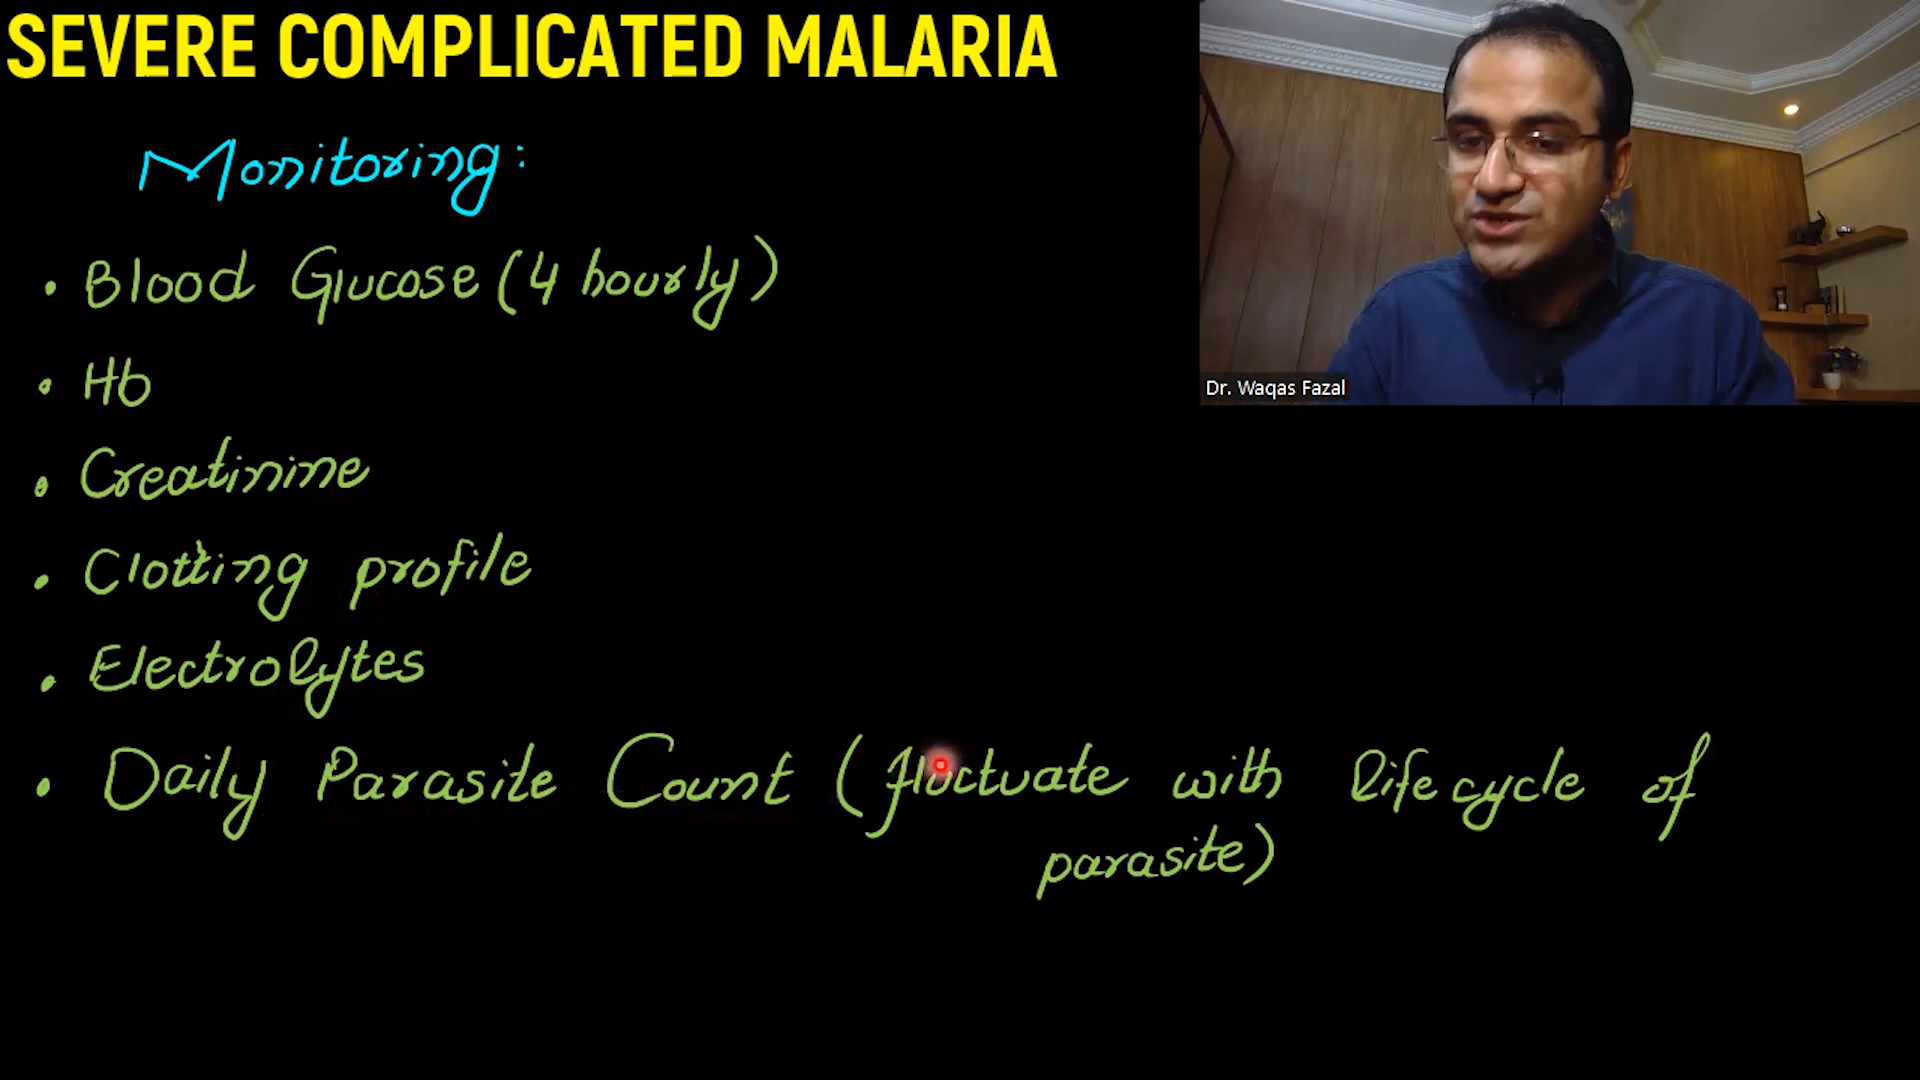 SEVERE COMPLICATED MALARIA
Monitoring:
• Blood Glucose (4 hourly)
• Hb
• Creatinine
• Clotting profile
• Electrolytes
• Daily Parasite Count (fluctuate with life cycle of
parasite)
Dr. Waqas Fazal